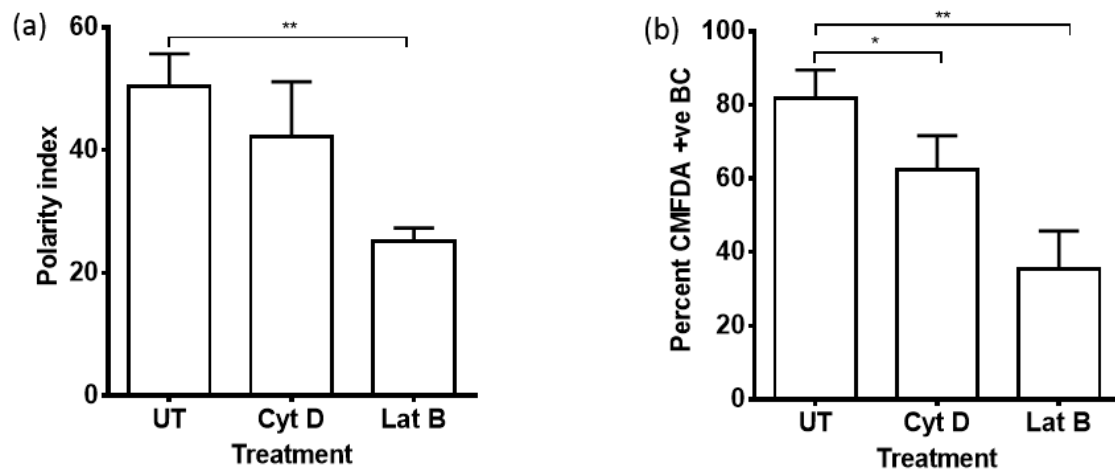 (a)
60
40
20
0
Polarity index
**
UT
Cyt D
Lat B
Treatment
(b)
100
80
60
40
20
0
Percent CMFDA +ve BC
*
**
UT
Cyt D
Lat B
Treatment